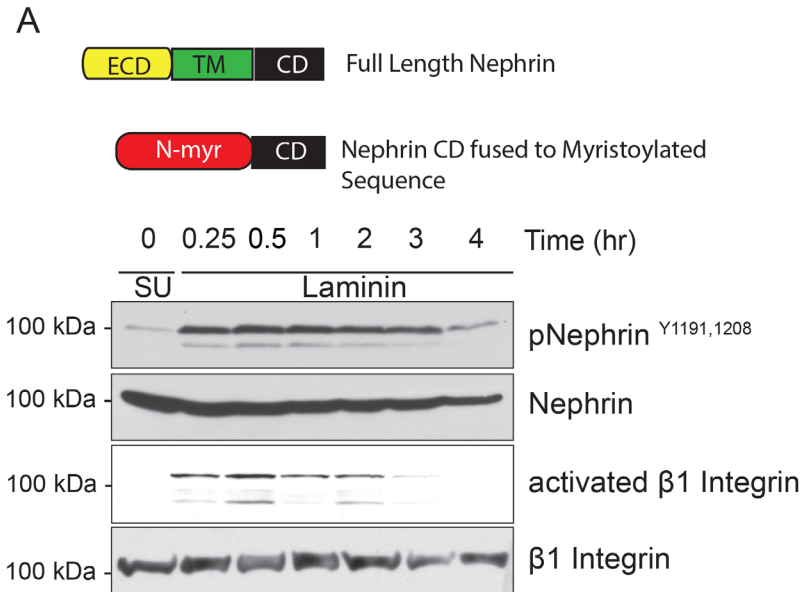 A
ECD TM CD Full Length Nephrin
N-myr CD Nephrin CD fused to Myristoylated
Sequence
0 0.25 0.5 1 2 3 4 Time (hr)
SU Laminin
100 kDa pNephrin Y1191,1208
100 kDa Nephrin
100 kDa activated β1 Integrin
100 kDa β1 Integrin